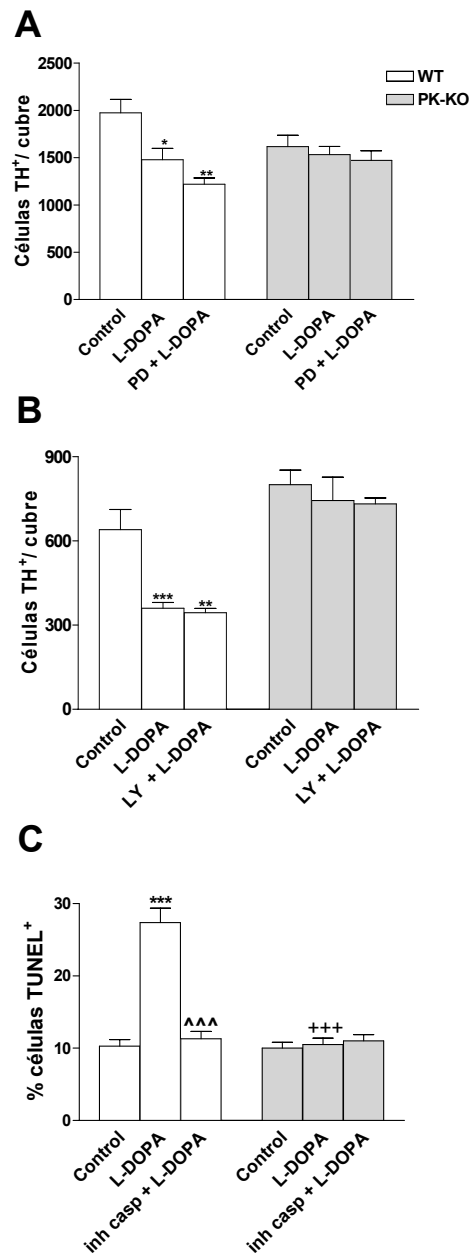 A
Células TH⁺/ cubre
2500
2000
1500
1000
500
0
WT
PK-KO
*
**
Control
L-DOPA
PD + L-DOPA
Control
L-DOPA
PD + L-DOPA
B
Células TH⁺/ cubre
900
600
300
0
***
**
Control
L-DOPA
LY + L-DOPA
Control
L-DOPA
LY + L-DOPA
C
% células TUNEL⁺
30
20
10
0
***
^^^
+++
Control
L-DOPA
inh casp + L-DOPA
Control
L-DOPA
inh casp + L-DOPA